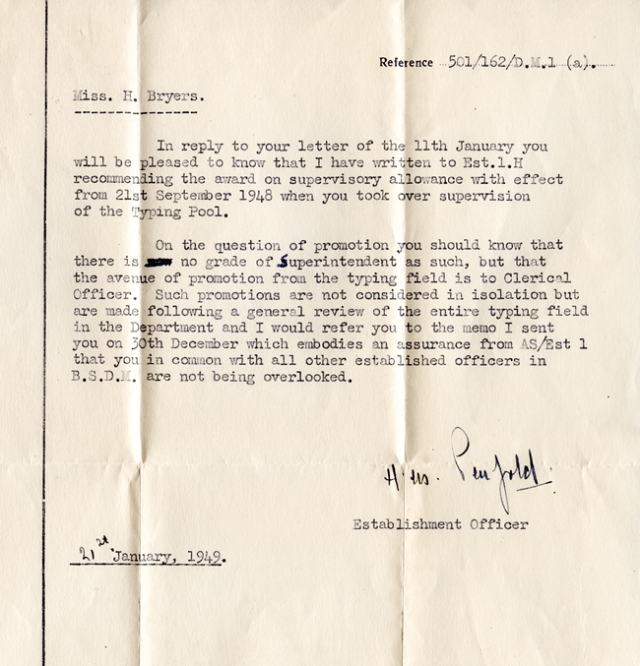 Reference 501/162/D.M.1 (a).
Miss. H. Bryers.
In reply to your letter of the 11th January you
will be pleased to know that I have written to Est.1.H
recommending the award on supervisory allowance with effect
from 21st September 1948 when you took over supervision
of the Typing Pool.
On the question of promotion you should know that
there is no grade of Superintendent as such, but that
the avenue of promotion from the typing field is to Clerical
Officer. Such promotions are not considered in isolation but
are made following a general review of the entire typing field
in the Department and I would refer you to the memo I sent
you on 30th December which embodies an assurance from AS/Est 1
that you in common with all other established officers in
B.S.D.M. are not being overlooked.
Penfold.
Establishment Officer
21st January, 1949.